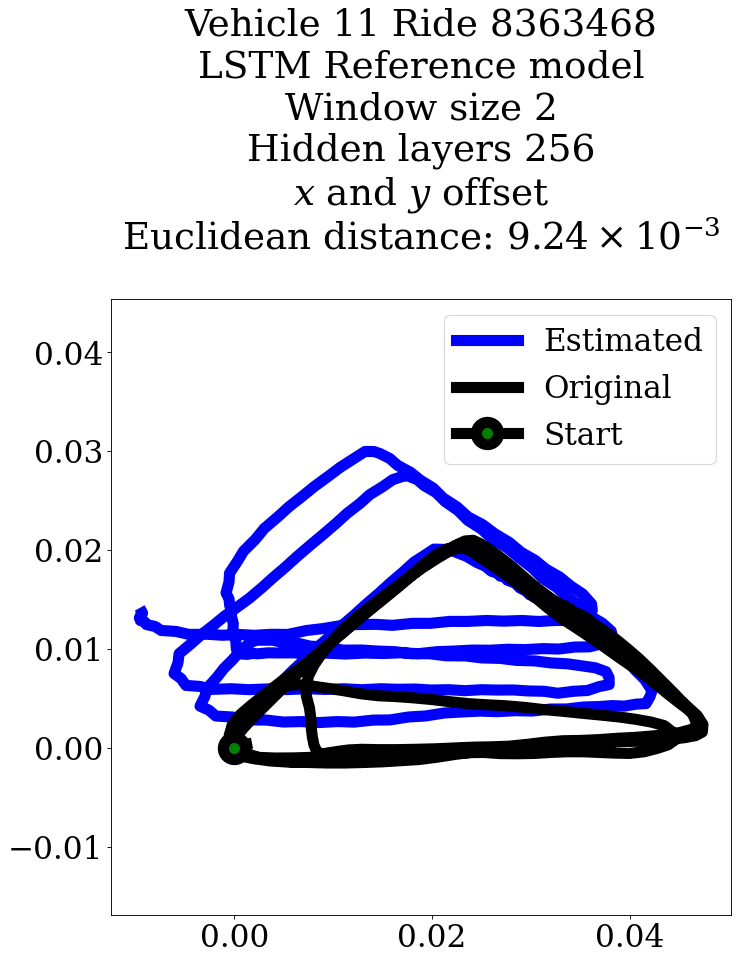 Vehicle 11 Ride 8363468
LSTM Reference model
Window size 2
Hidden layers 256
x and y offset
Euclidean distance: 9.24 × 10⁻³
Estimated
Original
Start
0.04
0.03
0.02
0.01
0.00
−0.01
0.00 0.02 0.04